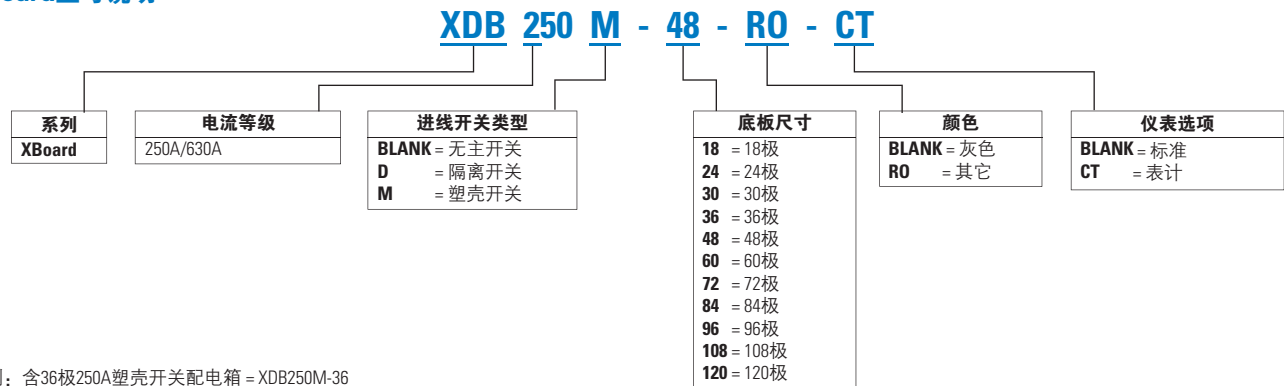 XDB 250 M - 48 - RO - CT
系列
XBoard
电流等级
250A/630A
进线开关类型
BLANK = 无主开关
D = 隔离开关
M = 塑壳开关
底板尺寸
18 = 18极
24 = 24极
30 = 30极
36 = 36极
48 = 48极
60 = 60极
72 = 72极
84 = 84极
96 = 96极
108 = 108极
120 = 120极
颜色
BLANK = 灰色
RO = 其它
仪表选项
BLANK = 标准
CT = 表计
：含36极250A塑壳开关配电箱 = XDB250M-36